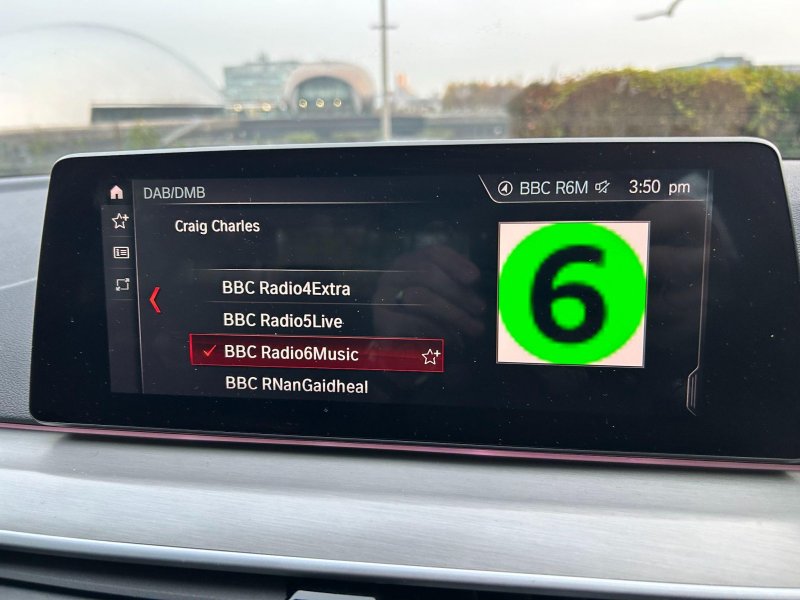 DAB/DMB
BBC R6M
3:50 pm
Craig Charles
BBC Radio4Extra
BBC Radio5Live
BBC Radio6Music
BBC RNanGaidheal
6